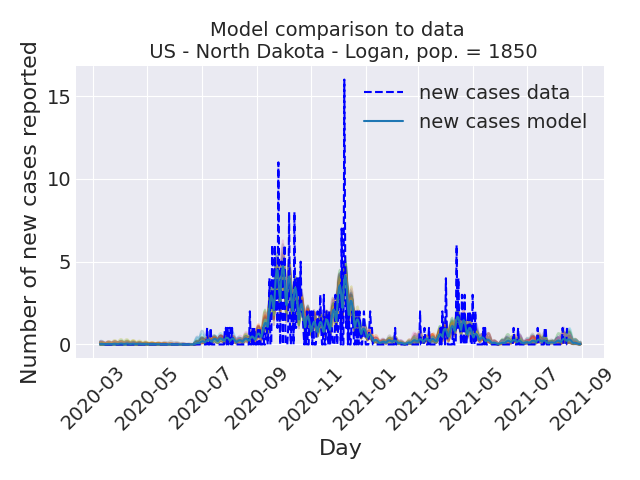 Model comparison to data
US - North Dakota - Logan, pop. = 1850
Number of new cases reported
15
10
5
0
new cases data
new cases model
2020-03
2020-05
2020-07
2020-09
2020-11
2021-01
2021-03
2021-05
2021-07
2021-09
Day